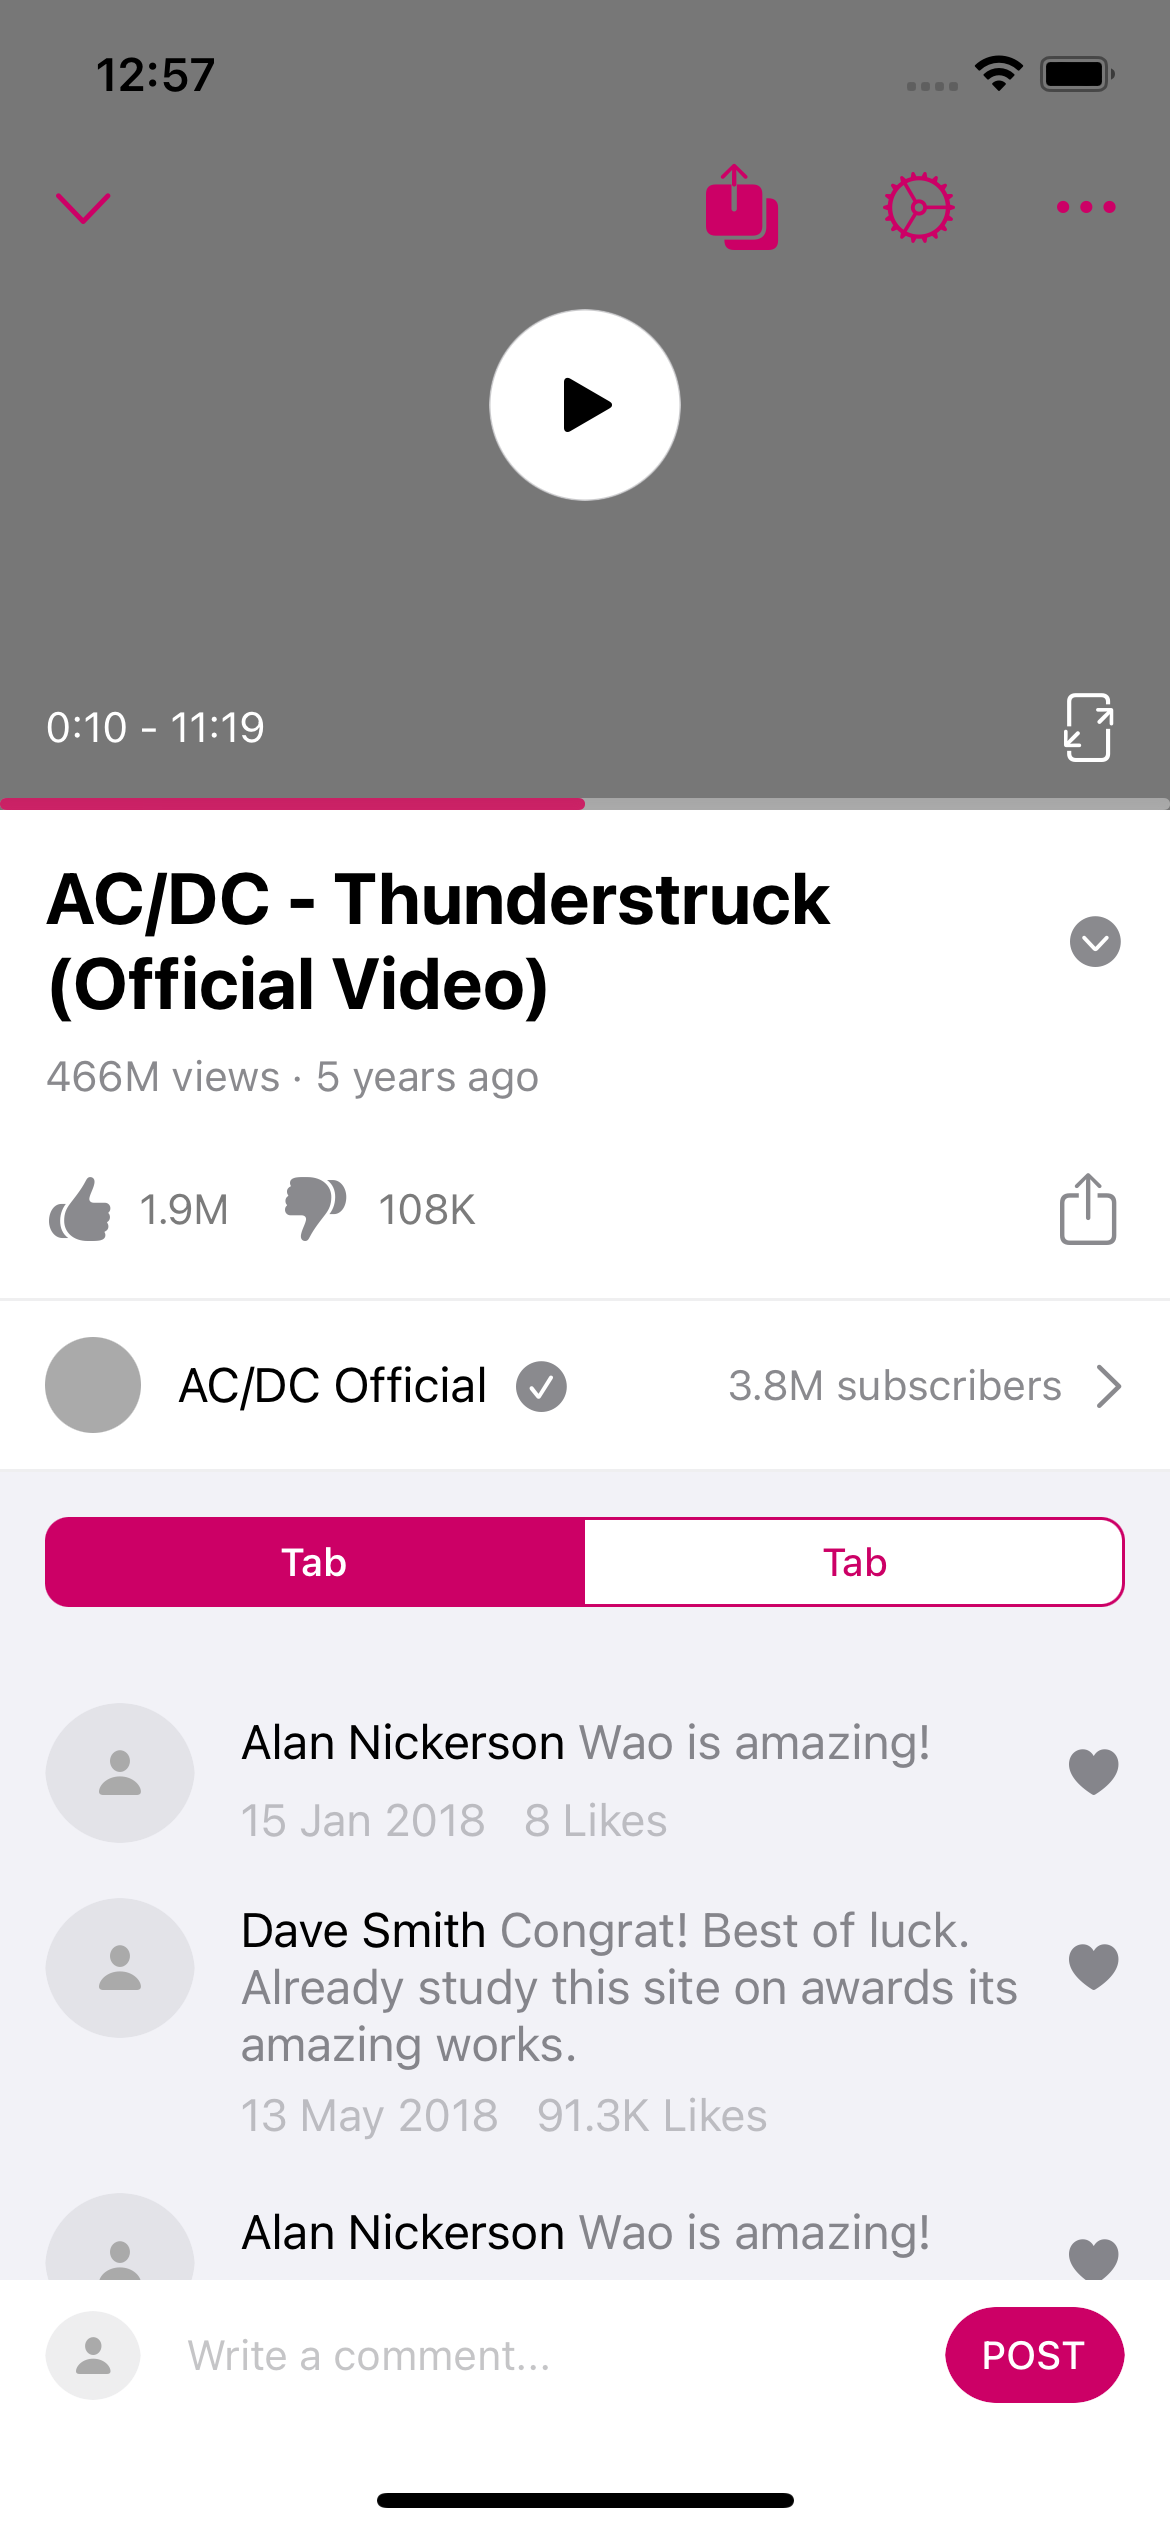 12:57
0:10 - 11:19
AC/DC - Thunderstruck
(Official Video)
466M views · 5 years ago
1.9M 108K
AC/DC Official 3.8M subscribers
Tab Tab
Alan Nickerson Wao is amazing!
15 Jan 2018 8 Likes
Dave Smith Congrat! Best of luck.
Already study this site on awards its
amazing works.
13 May 2018 91.3K Likes
Alan Nickerson Wao is amazing!
Write a comment... POST